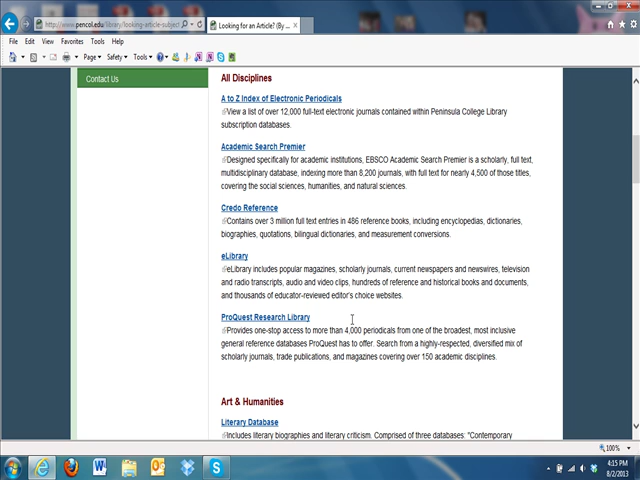 http://www.pencol.edu/library/looking-article-subject
Looking for an Article? (By ...
File Edit View Favorites Tools Help
Page Safety Tools
Contact Us
All Disciplines
A to Z Index of Electronic Periodicals
View a list of over 12,000 full-text electronic journals contained within Peninsula College Library
subscription databases.
Academic Search Premier
Designed specifically for academic institutions, EBSCO Academic Search Premier is a scholarly, full text,
multidisciplinary database, indexing more than 8,200 journals, with full text for nearly 4,500 of those titles,
covering the social sciences, humanities, and natural sciences.
Credo Reference
Contains over 3 million full text entries in 486 reference books, including encyclopedias, dictionaries,
biographies, quotations, bilingual dictionaries, and measurement conversions.
eLibrary
eLibrary includes popular magazines, scholarly journals, current newspapers and newswires, television
and radio transcripts, audio and video clips, hundreds of reference and historical books and documents,
and thousands of educator-reviewed editor's choice websites.
ProQuest Research Library
Provides one-stop access to more than 4,000 periodicals from one of the broadest, most inclusive
general reference databases ProQuest has to offer. Search from a highly-respected, diversified mix of
scholarly journals, trade publications, and magazines covering over 150 academic disciplines.
Art & Humanities
Literary Database
Includes literary biographies and literary criticism. Comprised of three databases: "Contemporary
100%
4:15 PM
8/2/2013